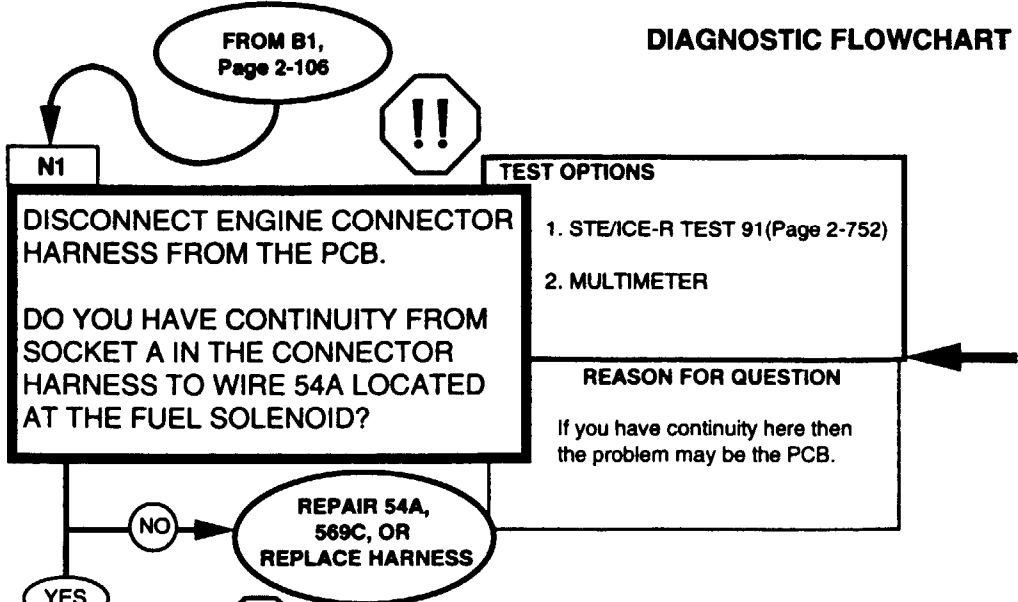 FROM B1,
Page 2-106
DIAGNOSTIC FLOWCHART
!!
N1
DISCONNECT ENGINE CONNECTOR
HARNESS FROM THE PCB.
DO YOU HAVE CONTINUITY FROM
SOCKET A IN THE CONNECTOR
HARNESS TO WIRE 54A LOCATED
AT THE FUEL SOLENOID?
TEST OPTIONS
1. STE/ICE-R TEST 91(Page 2-752)
2. MULTIMETER
REASON FOR QUESTION
If you have continuity here then
the problem may be the PCB.
NO
REPAIR 54A,
569C, OR
REPLACE HARNESS
YES